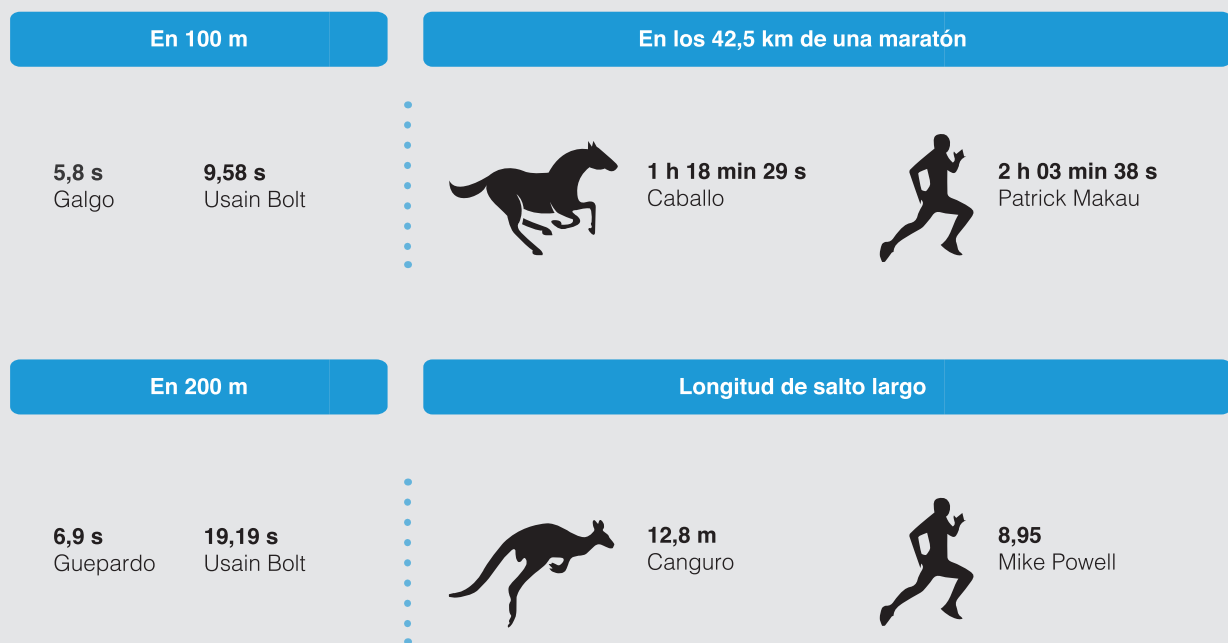 En 100 m
5,8 s
Galgo
9,58 s
Usain Bolt
En los 42,5 km de una maratón
1 h 18 min 29 s
Caballo
2 h 03 min 38 s
Patrick Makau
En 200 m
6,9 s
Guepardo
19,19 s
Usain Bolt
Longitud de salto largo
12,8 m
Canguro
8,95
Mike Powell